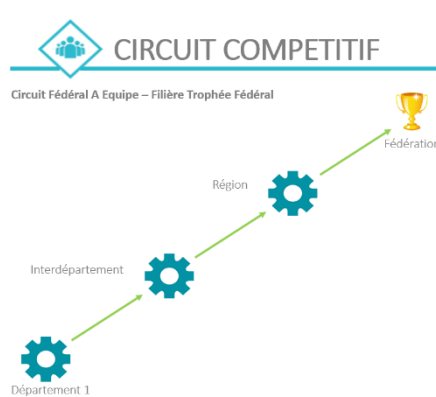 CIRCUIT COMPETITIF
Circuit Fédéral A Equipe – Filière Trophée Fédéral
Fédération
Région
Interdépartement
Département 1